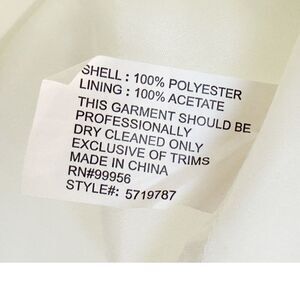 SHELL : 100% POLYESTER
LINING : 100% ACETATE
THIS GARMENT SHOULD BE
PROFESSIONALLY
DRY CLEANED ONLY
EXCLUSIVE OF TRIMS
MADE IN CHINA
RN#99956
STYLE#: 5719787